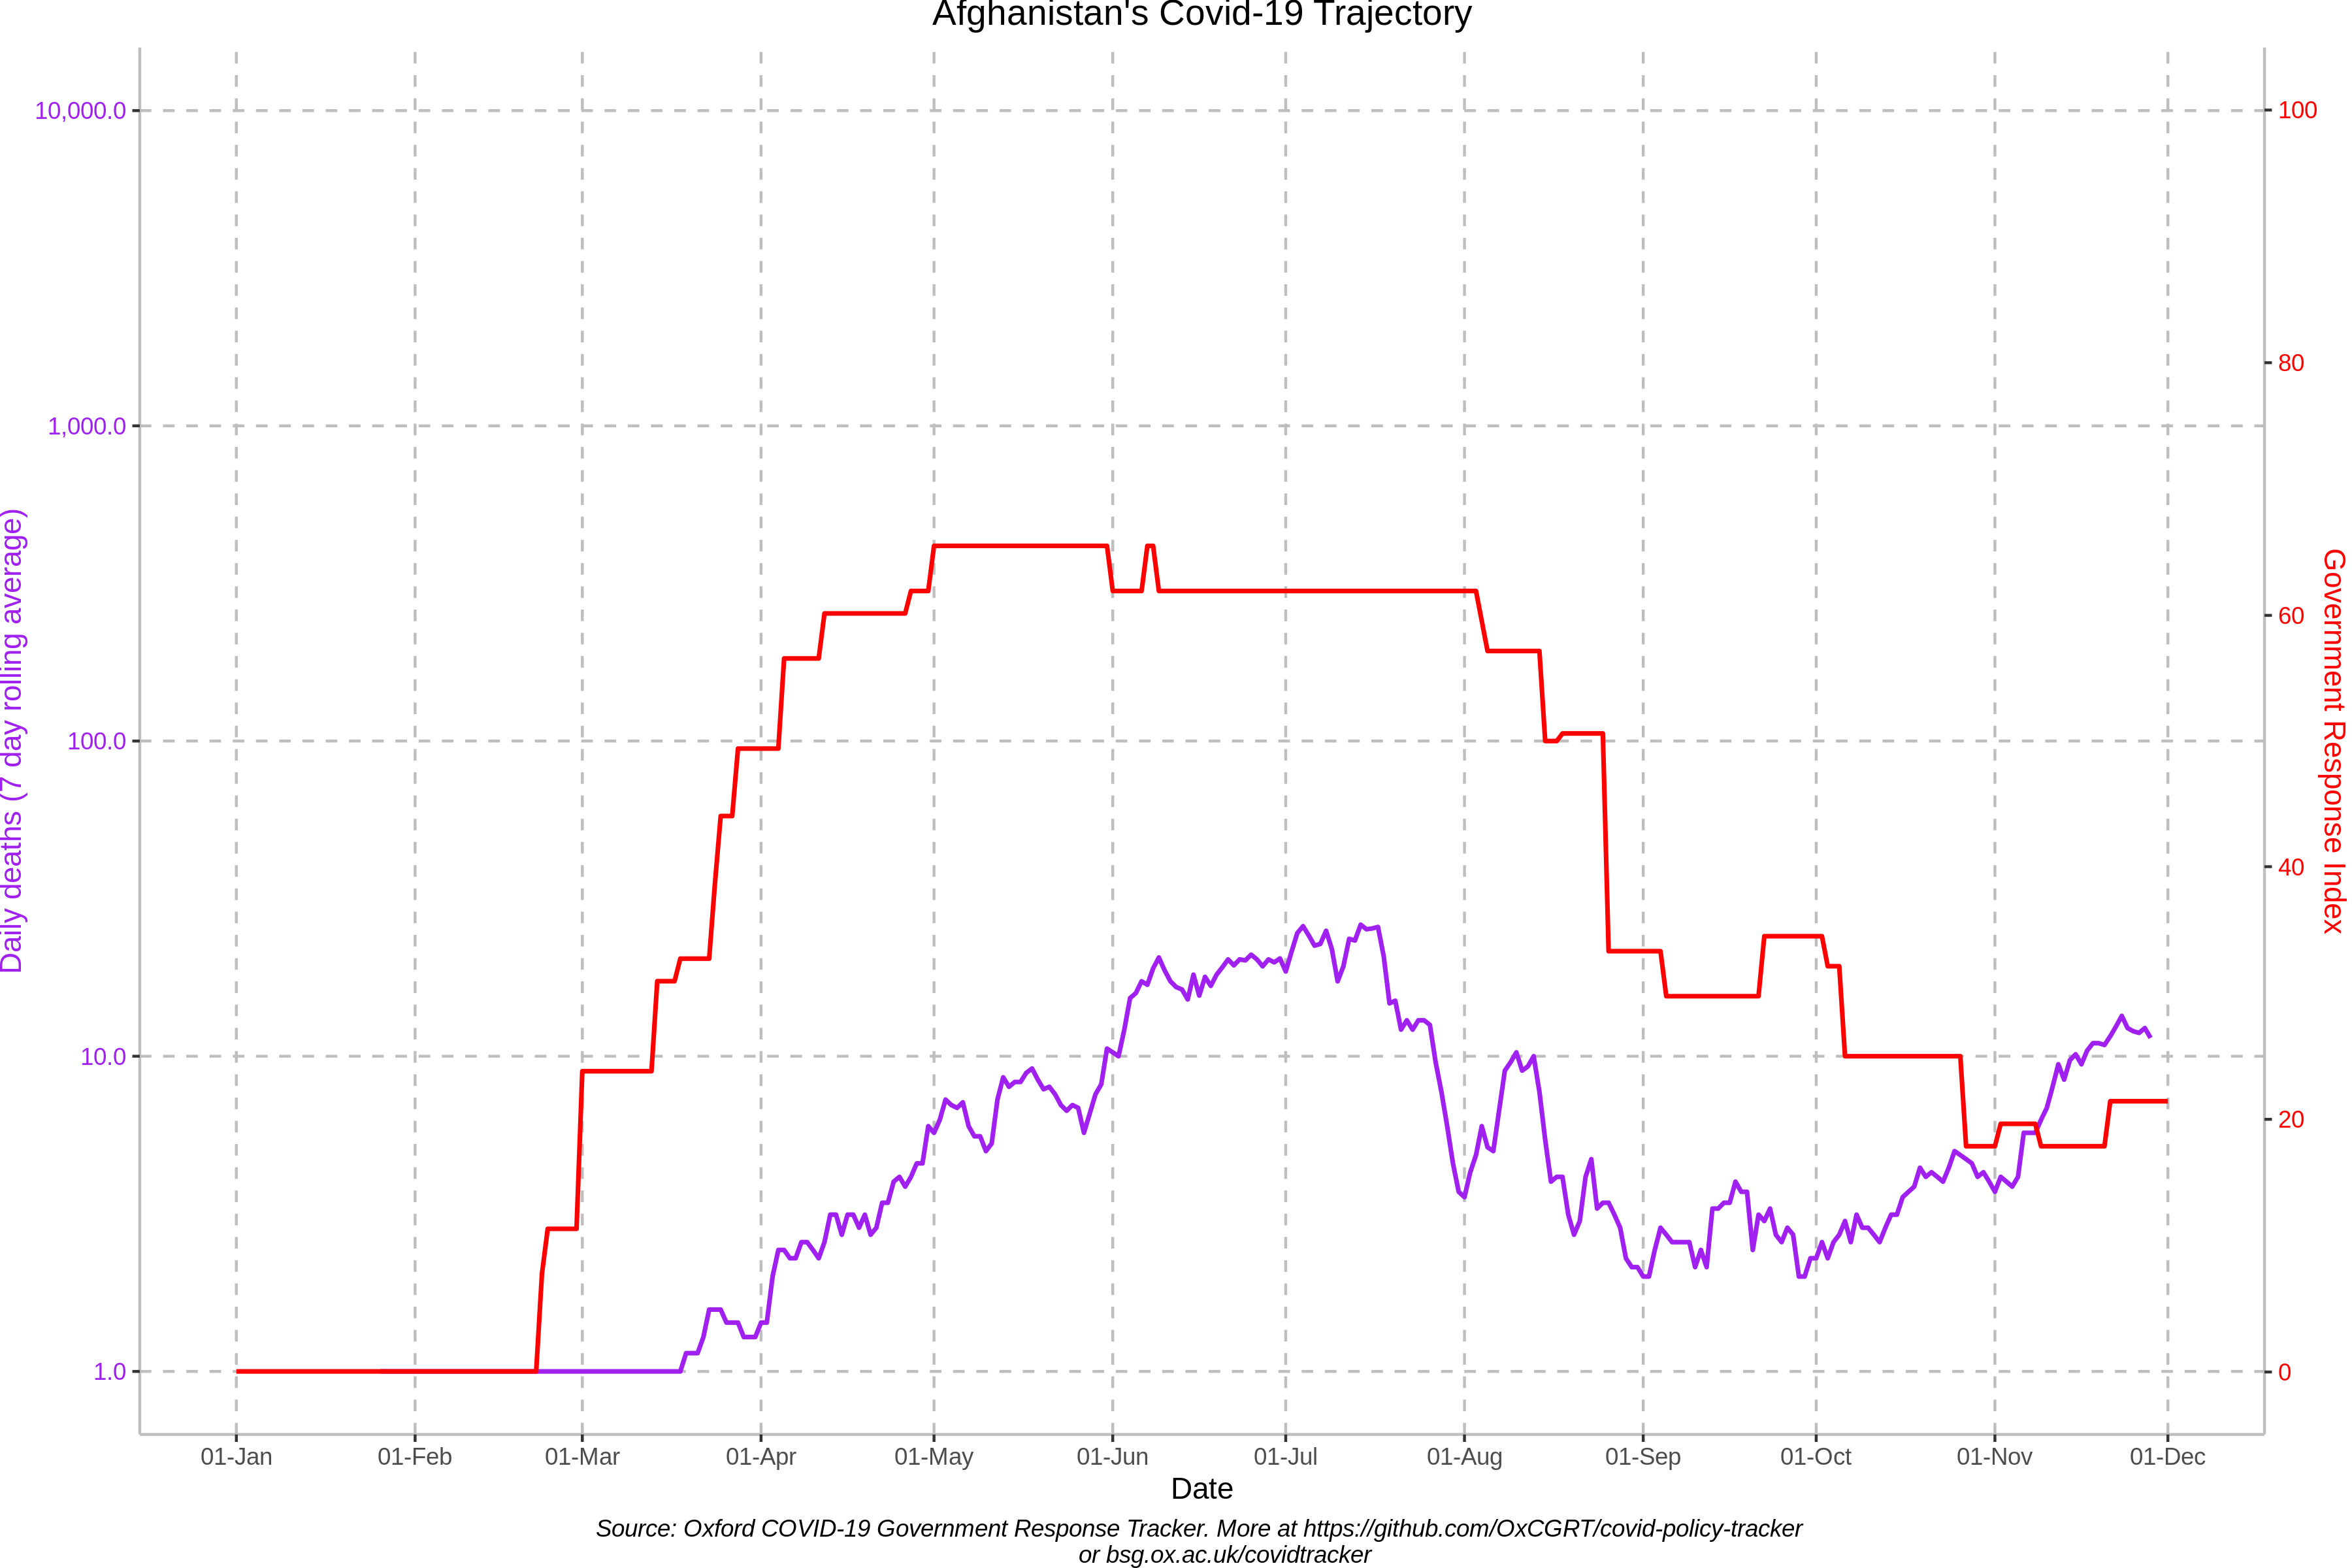 Afghanistan's Covid-19 Trajectory
10,000.0
1,000.0
100.0
10.0
1.0
Daily deaths (7 day rolling average)
100
80
60
40
20
0
Government Response Index
01-Jan 01-Feb 01-Mar 01-Apr 01-May 01-Jun 01-Jul 01-Aug 01-Sep 01-Oct 01-Nov 01-Dec
Date
Source: Oxford COVID-19 Government Response Tracker. More at https://github.com/OxCGRT/covid-policy-tracker
or bsg.ox.ac.uk/covidtracker